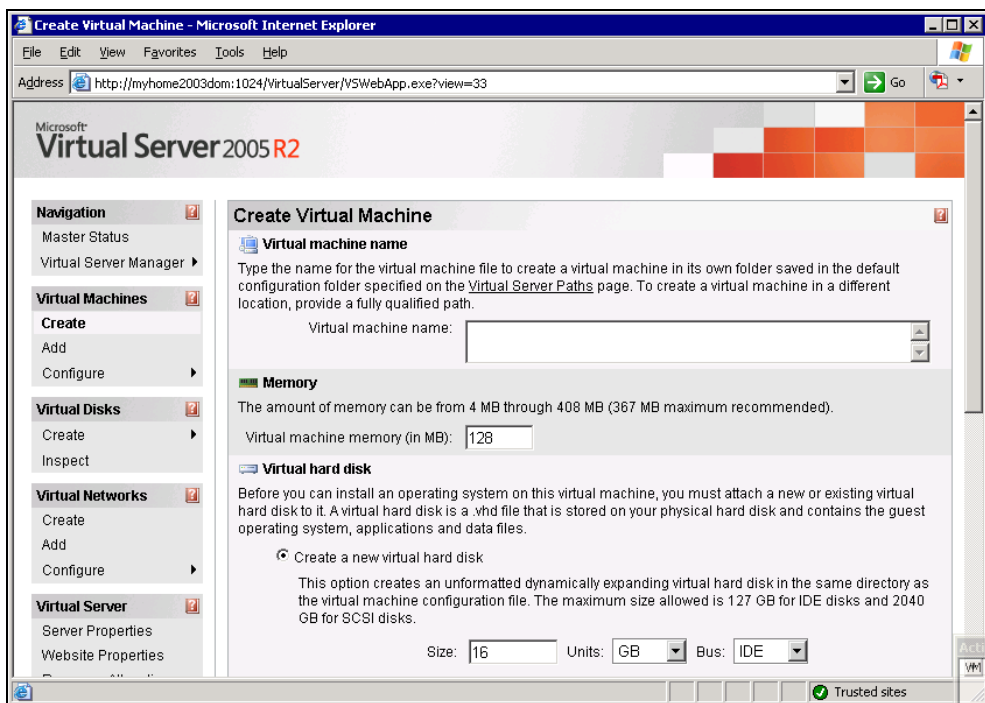 Create Virtual Machine - Microsoft Internet Explorer
File Edit View Favorites Tools Help
Address http://myhome2003dom:1024/VirtualServer/VSWebApp.exe?view=33 Go
Microsoft
Virtual Server 2005 R2
Navigation
Master Status
Virtual Server Manager
Virtual Machines
Create
Add
Configure
Virtual Disks
Create
Inspect
Virtual Networks
Create
Add
Configure
Virtual Server
Server Properties
Website Properties
Create Virtual Machine
Virtual machine name
Type the name for the virtual machine file to create a virtual machine in its own folder saved in the default
configuration folder specified on the Virtual Server Paths page. To create a virtual machine in a different
location, provide a fully qualified path.
Virtual machine name:
Memory
The amount of memory can be from 4 MB through 408 MB (367 MB maximum recommended).
Virtual machine memory (in MB): 128
Virtual hard disk
Before you can install an operating system on this virtual machine, you must attach a new or existing virtual
hard disk to it. A virtual hard disk is a .vhd file that is stored on your physical hard disk and contains the guest
operating system, applications and data files.
Create a new virtual hard disk
This option creates an unformatted dynamically expanding virtual hard disk in the same directory as
the virtual machine configuration file. The maximum size allowed is 127 GB for IDE disks and 2040
GB for SCSI disks.
Size: 16 Units: GB Bus: IDE
Acti
VM
Trusted sites